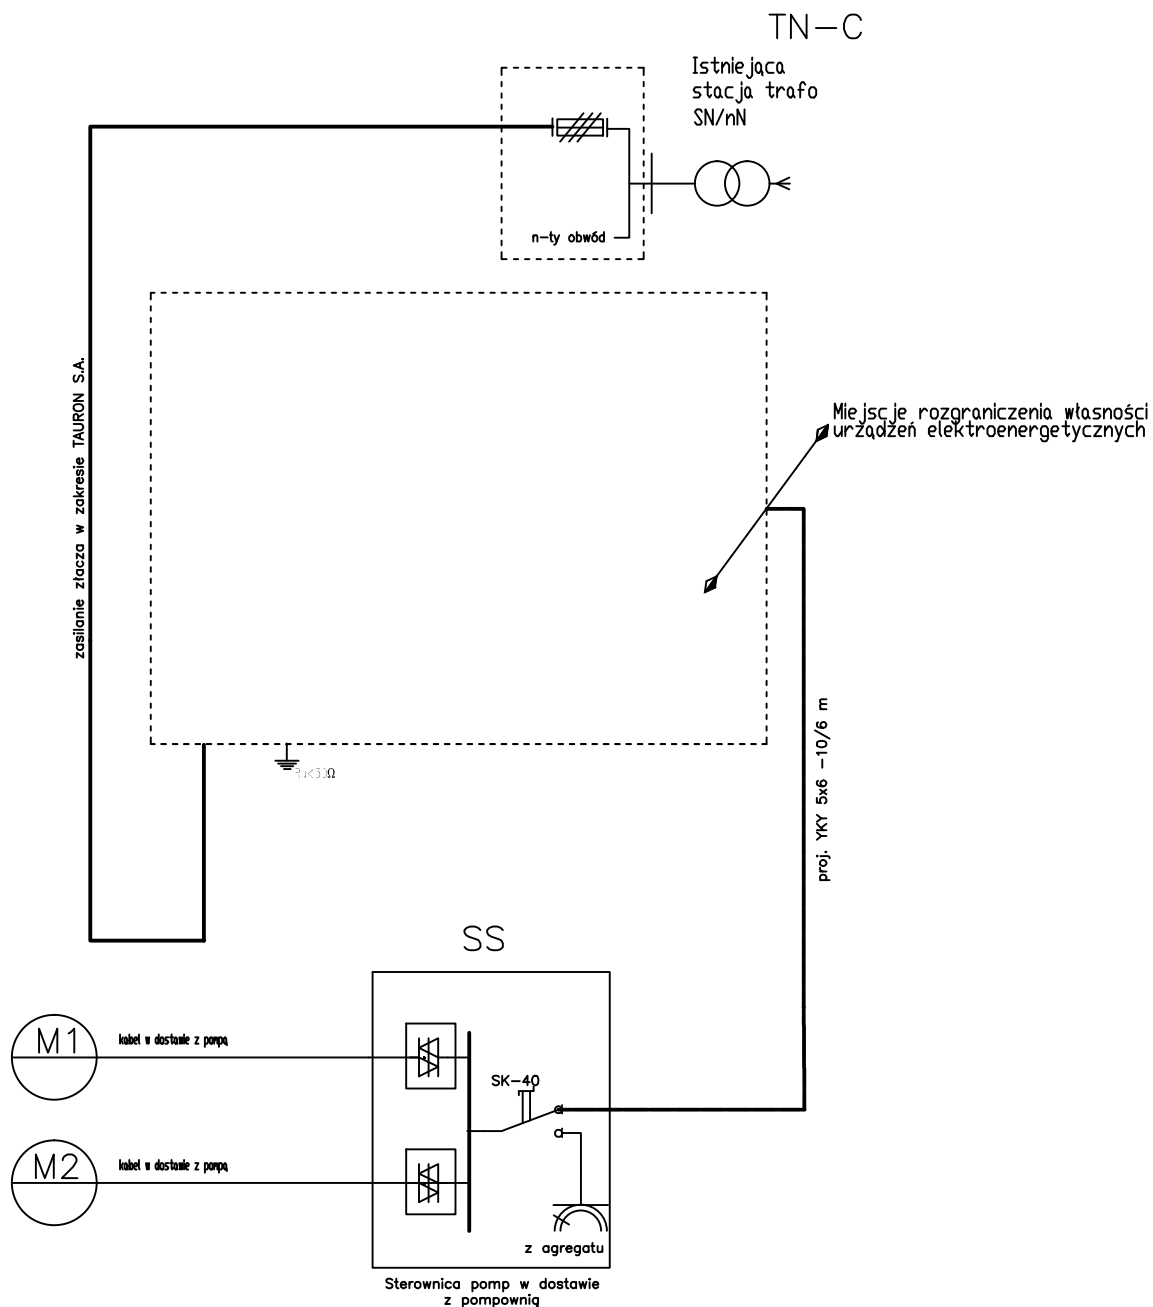 TN-C
Istniejąca
stacja trafo
SN/nN
n-ty obwód
zasilanie złącza w zakresie TAURON S.A.
Miejscje rozgraniczenia własności
urządzeń elektroenergetycznych
proj. YKY 5x6 -10/6 m
SS
M1
kabel w dostawie z pompą
SK-40
M2
kabel w dostawie z pompą
z agregatu
Sterownica pomp w dostawie
z pompownią